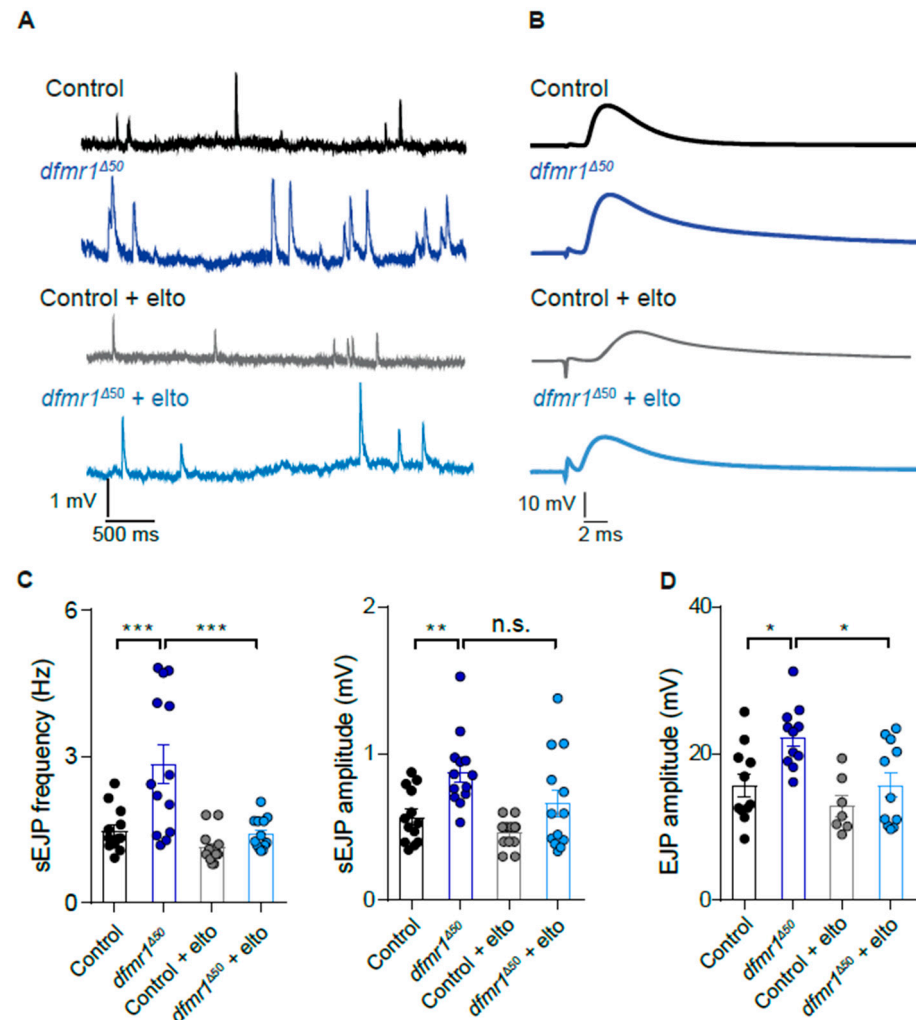 A
B
Control
Control
dfmr1Δ50
dfmr1Δ50
Control + elto
Control + elto
dfmr1Δ50 + elto
dfmr1Δ50 + elto
1 mV
500 ms
10 mV
2 ms
C
D
sEJP frequency (Hz)
6
3
0
***
***
Control
dfmr1Δ50
Control + elto
dfmr1Δ50 + elto
sEJP amplitude (mV)
2
1
0
**
n.s.
Control
dfmr1Δ50
Control + elto
dfmr1Δ50 + elto
EJP amplitude (mV)
40
20
0
*
*
Control
dfmr1Δ50
Control + elto
dfmr1Δ50 + elto